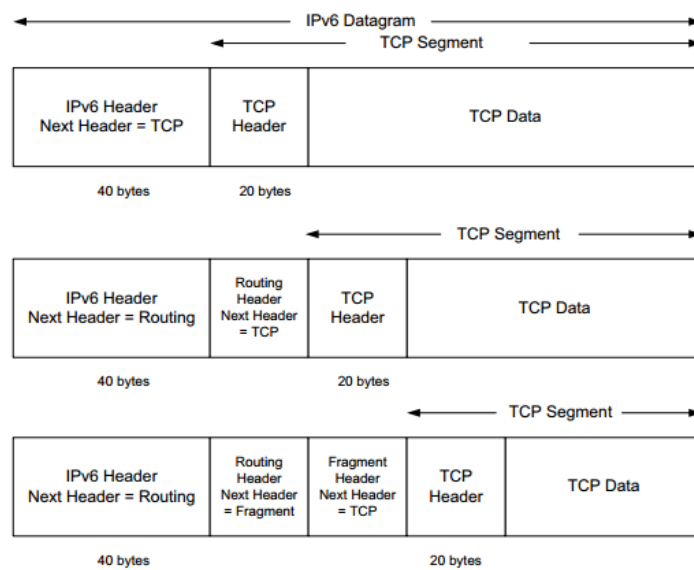 IPv6 Datagram
TCP Segment
IPv6 Header
Next Header = TCP
TCP
Header
TCP Data
40 bytes
20 bytes
TCP Segment
IPv6 Header
Next Header = Routing
Routing
Header
Next Header
= TCP
TCP
Header
TCP Data
40 bytes
20 bytes
TCP Segment
IPv6 Header
Next Header = Routing
Routing
Header
Next Header
= Fragment
Fragment
Header
Next Header
= TCP
TCP
Header
TCP Data
40 bytes
20 bytes